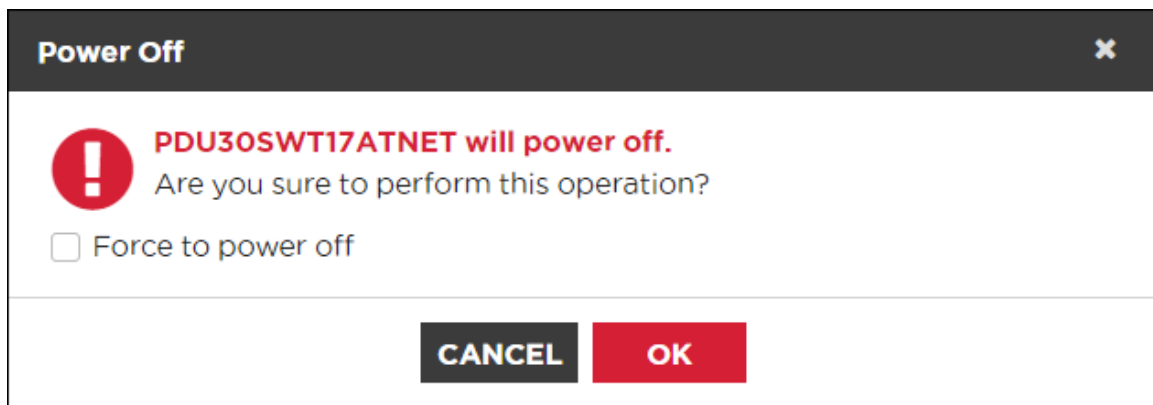 Power Off
PDU30SWT17ATNET will power off.
Are you sure to perform this operation?
Force to power off
CANCEL
OK